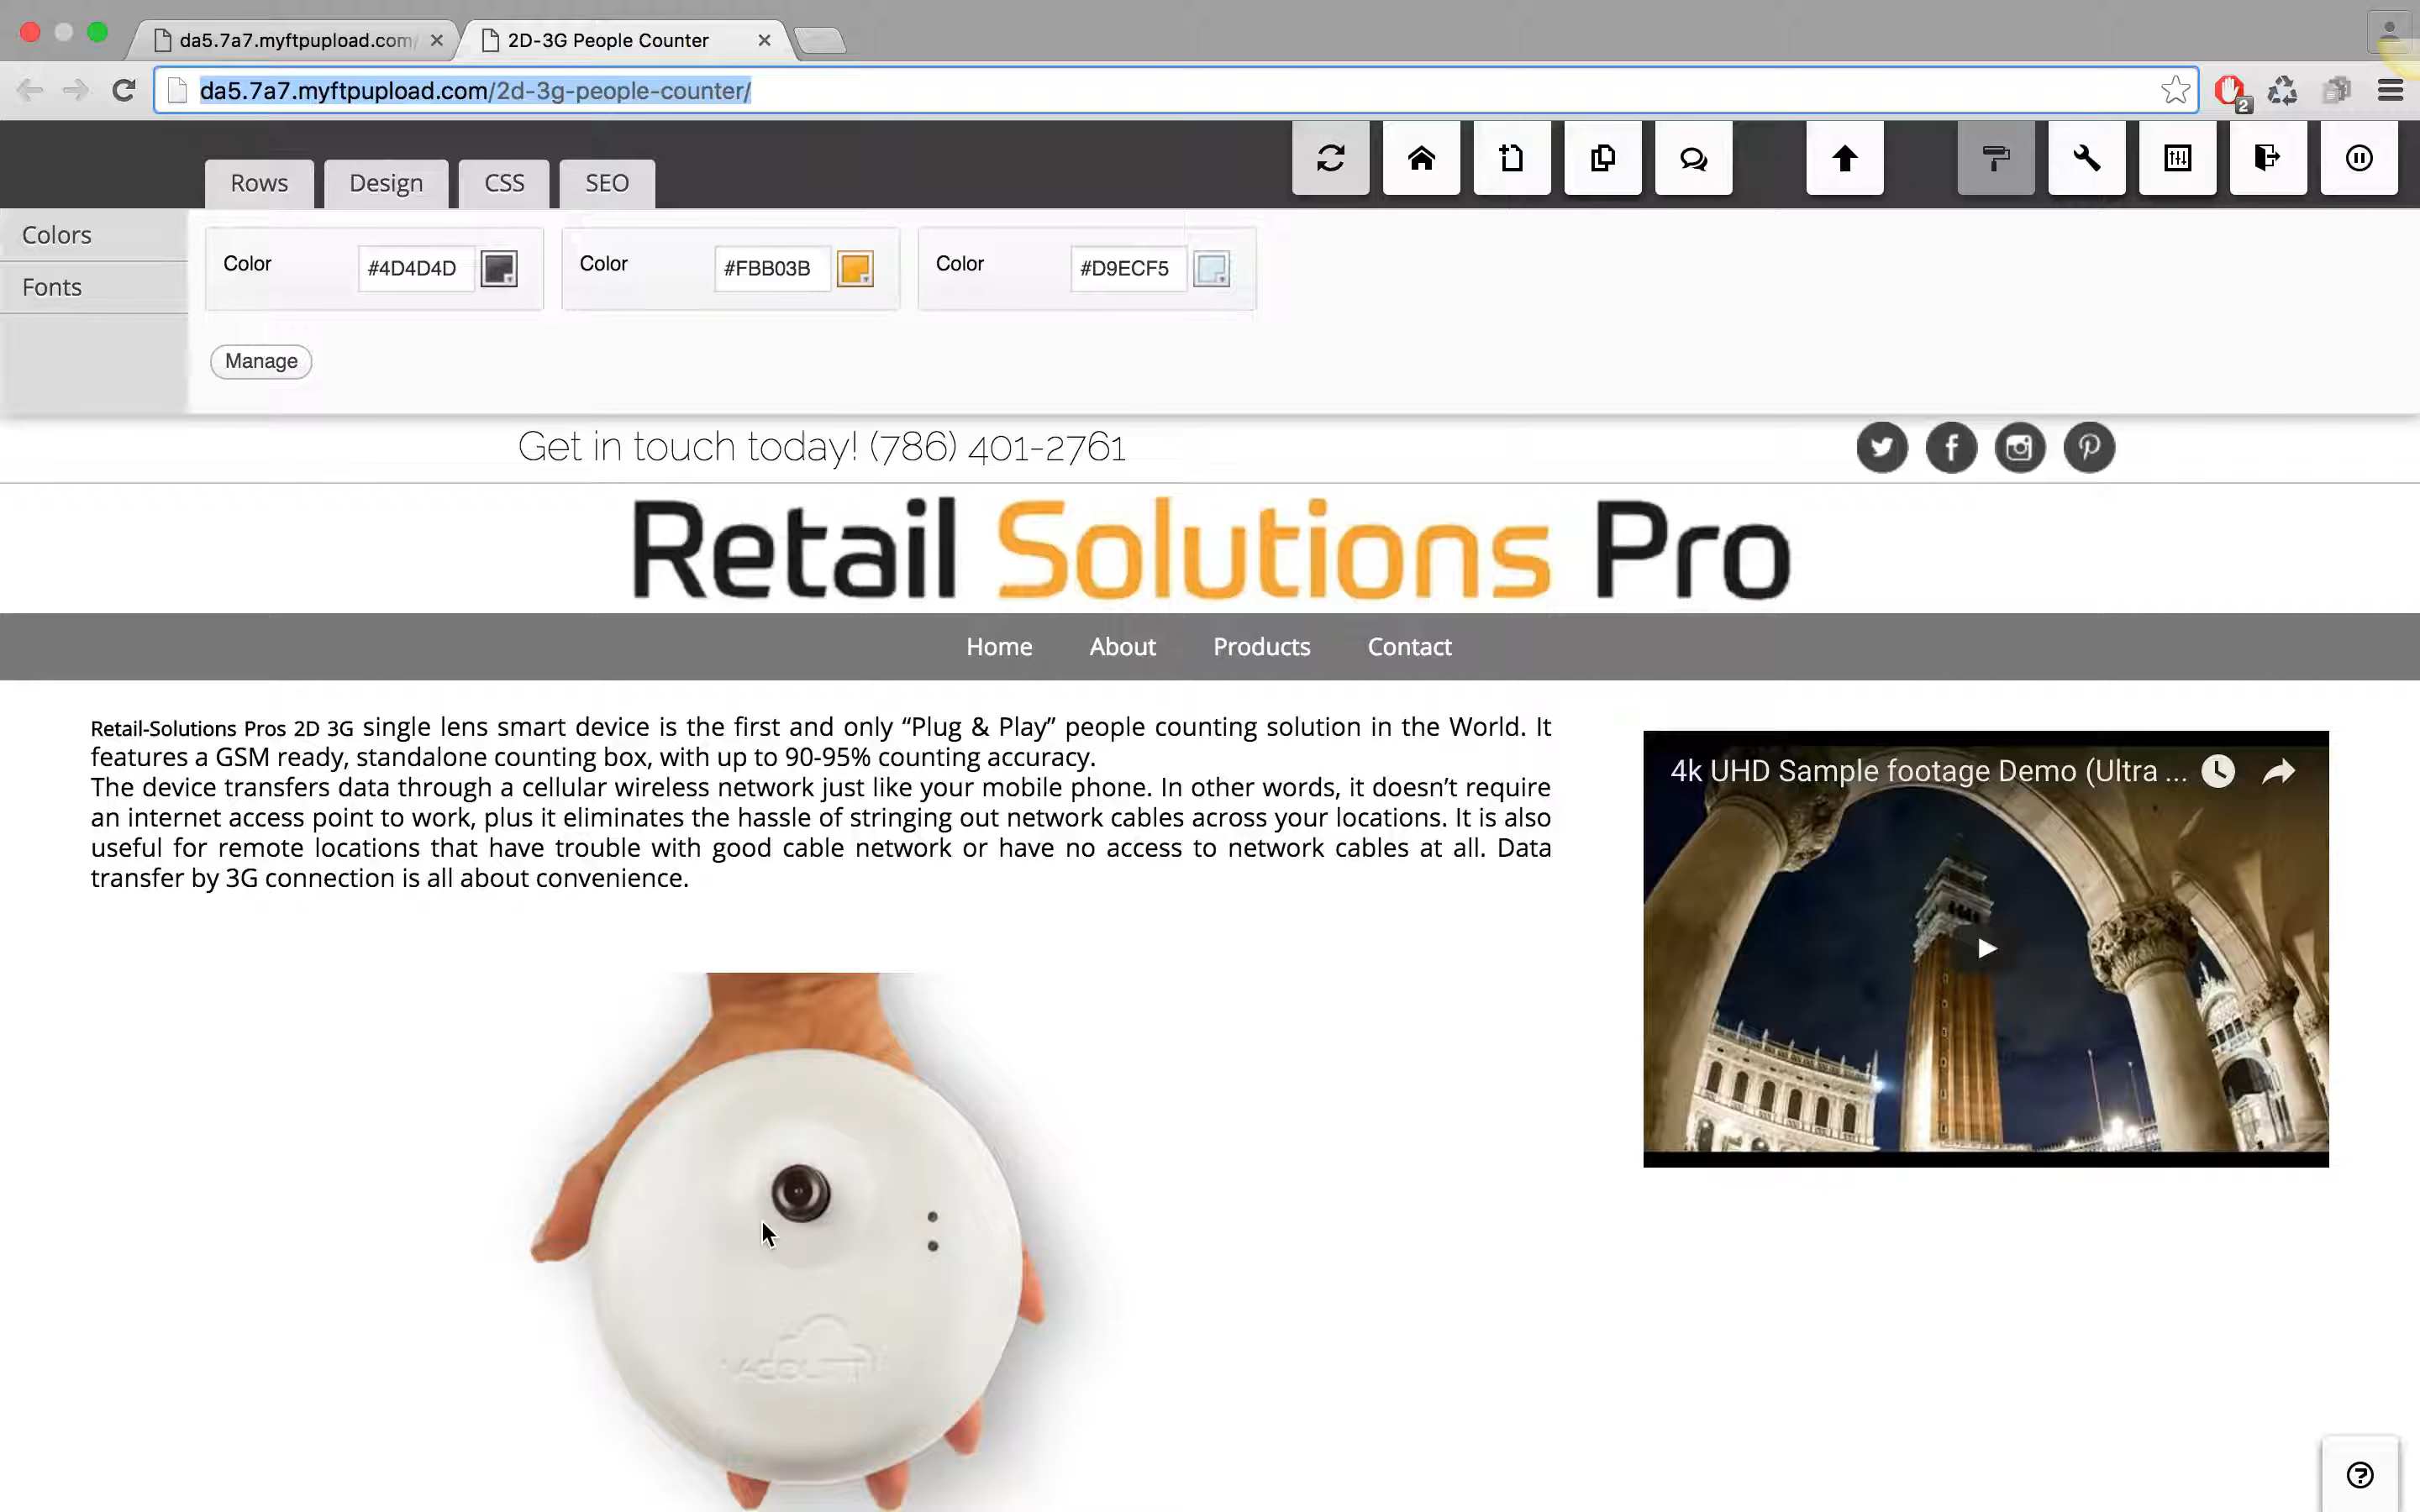 da5.7a7.myftpupload.com/
2D-3G People Counter
da5.7a7.myftpupload.com/2d-3g-people-counter/
2
Rows
Design
CSS
SEO
Colors
Fonts
Color
#4D4D4D
Color
#FBB03B
Color
#D9ECF5
Manage
Get in touch today! (786) 401-2761
Retail Solutions Pro
Home
About
Products
Contact
Retail-Solutions Pros 2D 3G single lens smart device is the first and only “Plug & Play” people counting solution in the World. It
features a GSM ready, standalone counting box, with up to 90-95% counting accuracy.
The device transfers data through a cellular wireless network just like your mobile phone. In other words, it doesn’t require
an internet access point to work, plus it eliminates the hassle of stringing out network cables across your locations. It is also
useful for remote locations that have trouble with good cable network or have no access to network cables at all. Data
transfer by 3G connection is all about convenience.
4k UHD Sample footage Demo (Ultra ...